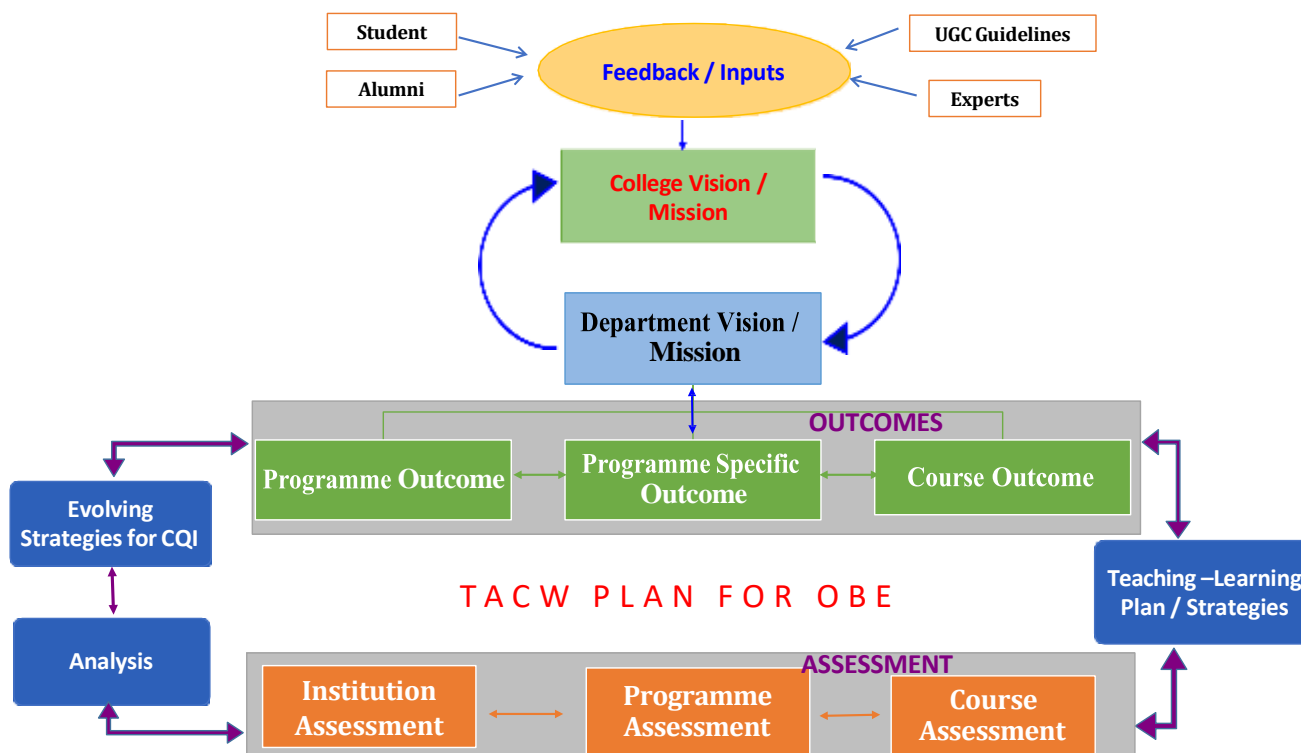 Student
UGC Guidelines
Feedback / Inputs
Alumni
Experts
College Vision /
Mission
Department Vision /
Mission
OUTCOMES
Programme Outcome
Programme Specific
Outcome
Course Outcome
Evolving
Strategies for CQI
TACW PLAN FOR OBE
Teaching –Learning
Plan / Strategies
Analysis
ASSESSMENT
Institution
Assessment
Programme
Assessment
Course
Assessment